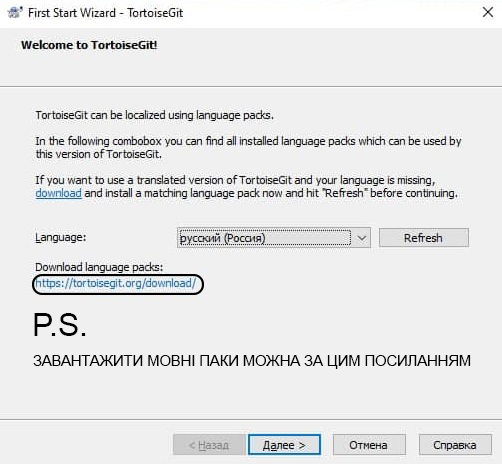 First Start Wizard - TortoiseGit
Welcome to TortoiseGit!
TortoiseGit can be localized using language packs.
In the following combobox you can find all installed language packs which can be used by
this version of TortoiseGit.
If you want to use a translated version of TortoiseGit and your language is missing,
download and install a matching language pack now and hit "Refresh" before continuing.
Language: русский (Россия) Refresh
Download language packs:
https://tortoisegit.org/download/
P.S.
ЗАВАНТАЖИТИ МОВНІ ПАКИ МОЖНА ЗА ЦИМ ПОСИЛАННЯМ
< Назад Далее > Отмена Справка